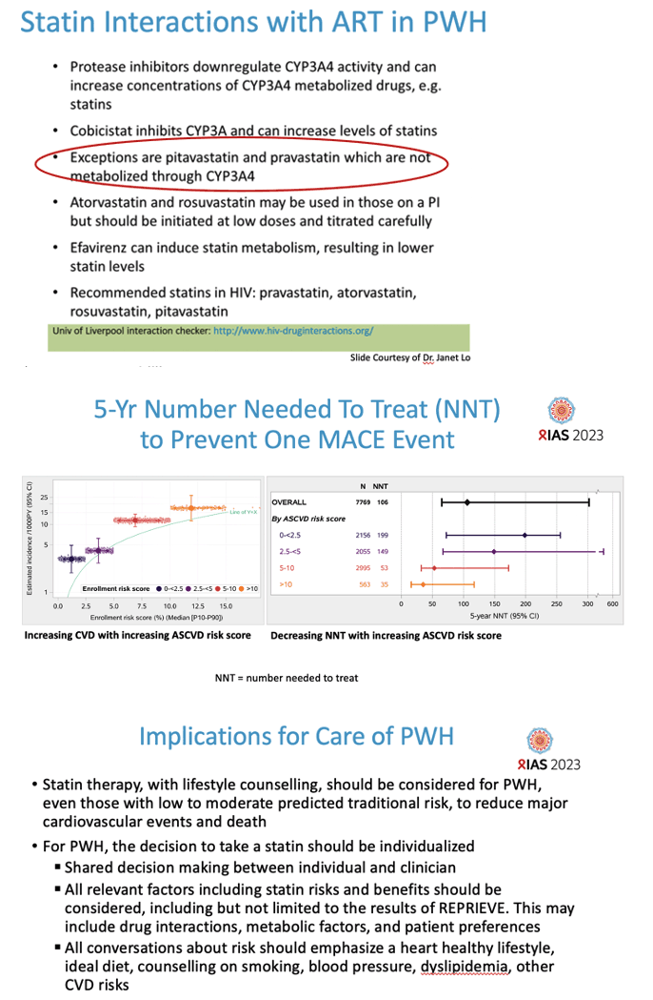 Statin Interactions with ART in PWH
• Protease inhibitors downregulate CYP3A4 activity and can
increase concentrations of CYP3A4 metabolized drugs, e.g.
statins
• Cobicistat inhibits CYP3A and can increase levels of statins
• Exceptions are pitavastatin and pravastatin which are not
metabolized through CYP3A4
• Atorvastatin and rosuvastatin may be used in those on a PI
but should be initiated at low doses and titrated carefully
• Efavirenz can induce statin metabolism, resulting in lower
statin levels
• Recommended statins in HIV: pravastatin, atorvastatin,
rosuvastatin, pitavastatin
Univ of Liverpool interaction checker: http://www.hiv-druginteractions.org/
Slide Courtesy of Dr. Janet Lo
5-Yr Number Needed To Treat (NNT)
to Prevent One MACE Event
IAS 2023
Estimated incidence /1000PY (95% CI)
25
15
10
5
1
Line of Y=X
Enrollment risk score 0-<2.5 2.5-<5 5-10 >10
0.0 2.5 5.0 7.5 10.0 15.0
Enrollment risk score (%) (Median [P10-P90])
N NNT
OVERALL 7769 106
By ASCVD risk score
0-<2.5 2156 199
2.5-<5 2055 149
5-10 2995 53
>10 563 35
0 50 100 150 200 250 300 600
5-year NNT (95% CI)
Increasing CVD with increasing ASCVD risk score
Decreasing NNT with increasing ASCVD risk score
NNT = number needed to treat
Implications for Care of PWH
IAS 2023
• Statin therapy, with lifestyle counselling, should be considered for PWH,
even those with low to moderate predicted traditional risk, to reduce major
cardiovascular events and death
• For PWH, the decision to take a statin should be individualized
▪ Shared decision making between individual and clinician
▪ All relevant factors including statin risks and benefits should be
considered, including but not limited to the results of REPRIEVE. This may
include drug interactions, metabolic factors, and patient preferences
▪ All conversations about risk should emphasize a heart healthy lifestyle,
ideal diet, counselling on smoking, blood pressure, dyslipidemia, other
CVD risks